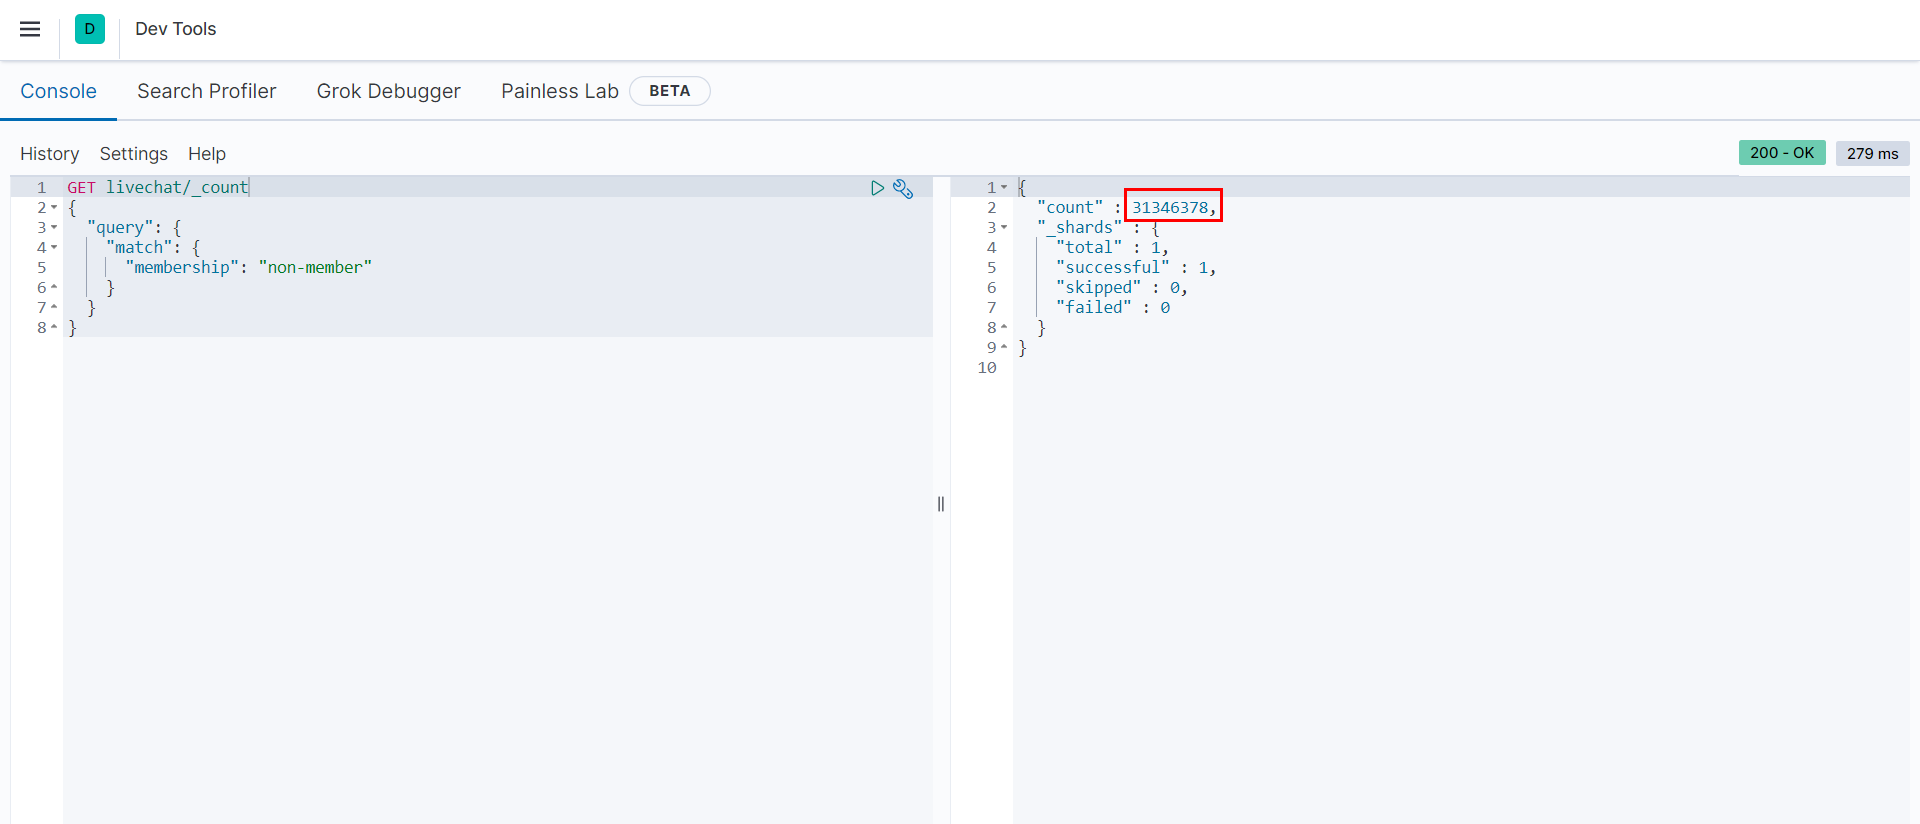 D Dev Tools
Console Search Profiler Grok Debugger Painless Lab BETA
History Settings Help 200 - OK 279 ms
1 GET livechat/_count
2 {
3 "query": {
4 "match": {
5 "membership": "non-member"
6 }
7 }
8 }
1 {
2 "count" : 31346378,
3 "_shards" : {
4 "total" : 1,
5 "successful" : 1,
6 "skipped" : 0,
7 "failed" : 0
8 }
9 }
10